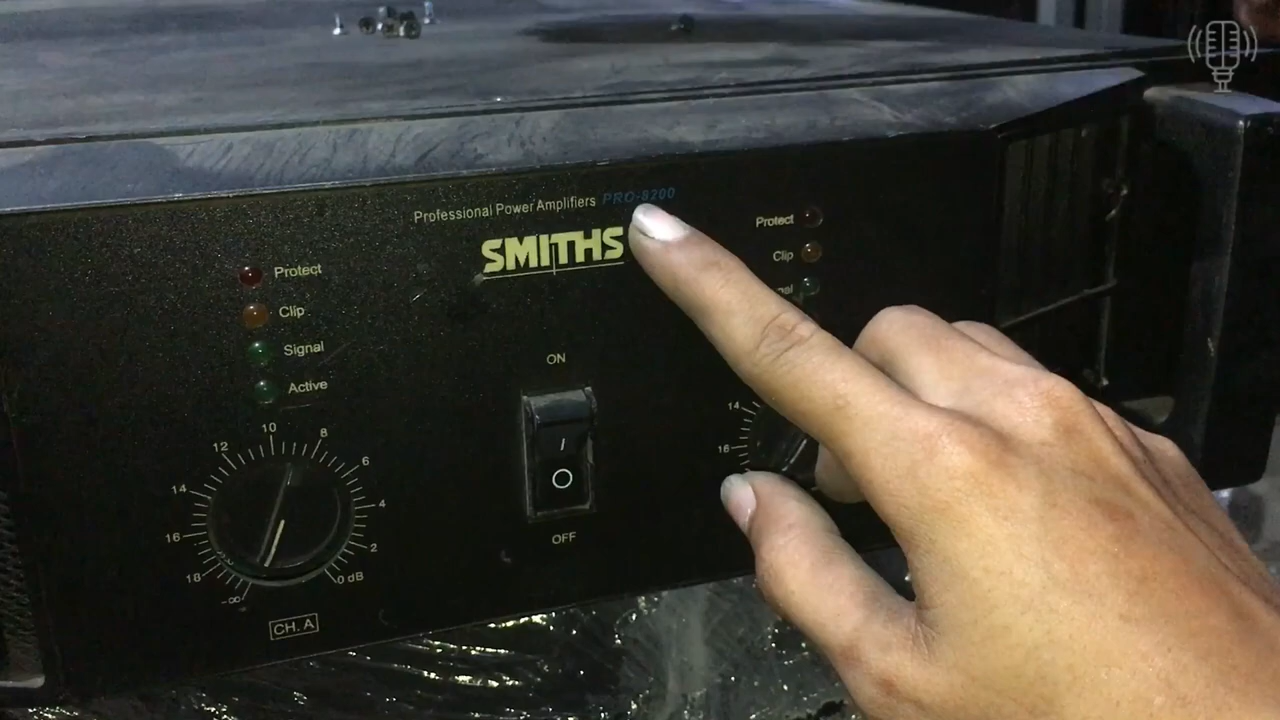 Professional Power Amplifiers PRO-8200
SMITHS
Protect
Clip
Signal
Active
Protect
Clip
ON
I
O
OFF
10
8
12
6
14
4
16
2
18
0 dB
-∞
CH. A
14
16